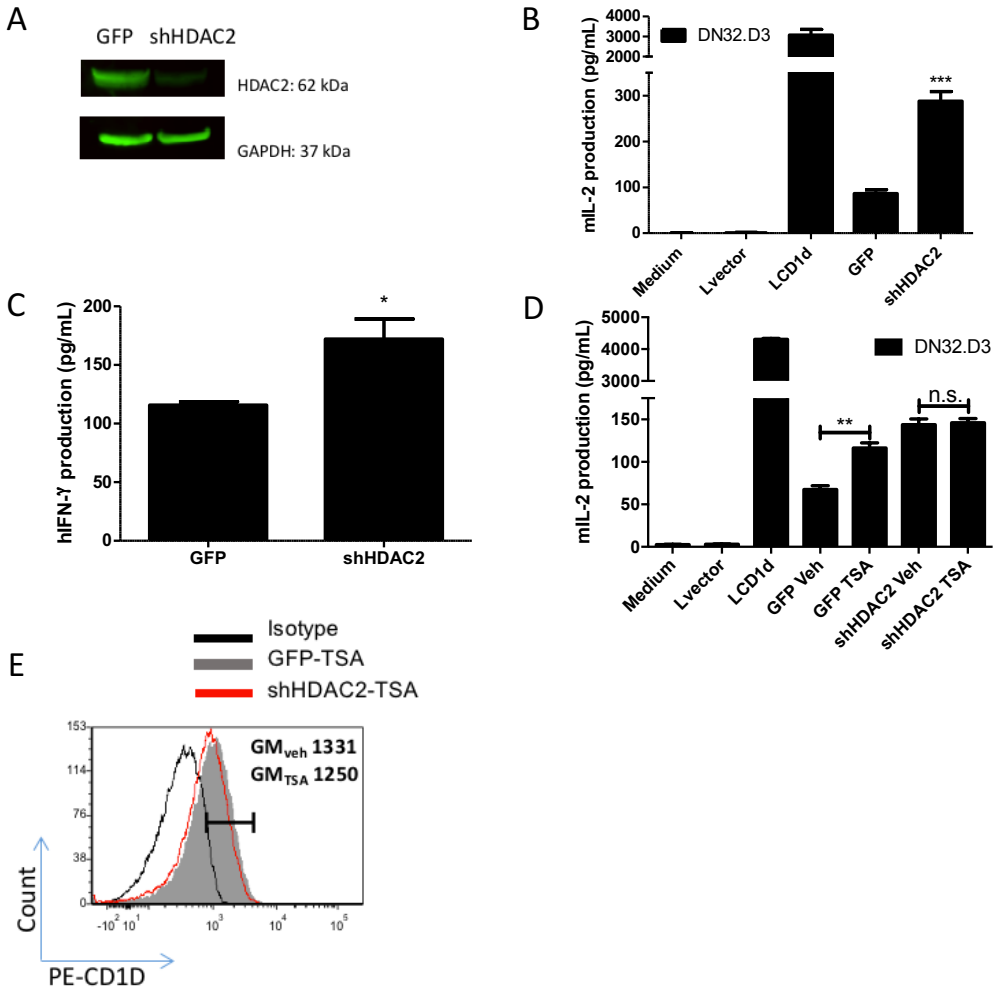 A
GFP shHDAC2
HDAC2: 62 kDa
GAPDH: 37 kDa
B
DN32.D3
mIL-2 production (pg/mL)
4000
3000
2000
300
200
100
0
Medium
Lvector
LCD1d
GFP
shHDAC2
***
C
hIFN-γ production (pg/mL)
200
150
100
50
0
GFP
shHDAC2
*
D
DN32.D3
mIL-2 production (pg/mL)
5000
4000
3000
150
100
50
0
**
n.s.
Medium
Lvector
LCD1d
GFP Veh
GFP TSA
shHDAC2 Veh
shHDAC2 TSA
E
Isotype
GFP-TSA
shHDAC2-TSA
GMveh 1331
GMTSA 1250
153
114
76
38
0
-10² 10¹ 10³ 10⁴ 10⁵
Count
PE-CD1D